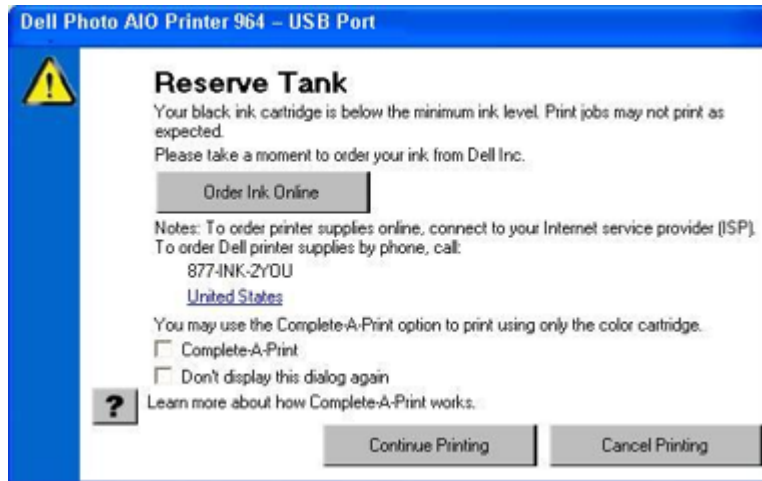 Dell Photo AIO Printer 964 – USB Port
Reserve Tank
Your black ink cartridge is below the minimum ink level. Print jobs may not print as
expected.
Please take a moment to order your ink from Dell Inc.
Order Ink Online
Notes: To order printer supplies online, connect to your Internet service provider (ISP).
To order Dell printer supplies by phone, call:
877-INK-2YOU
United States
You may use the Complete-A-Print option to print using only the color cartridge.
Complete-A-Print
Don't display this dialog again
? Learn more about how Complete-A-Print works.
Continue Printing Cancel Printing